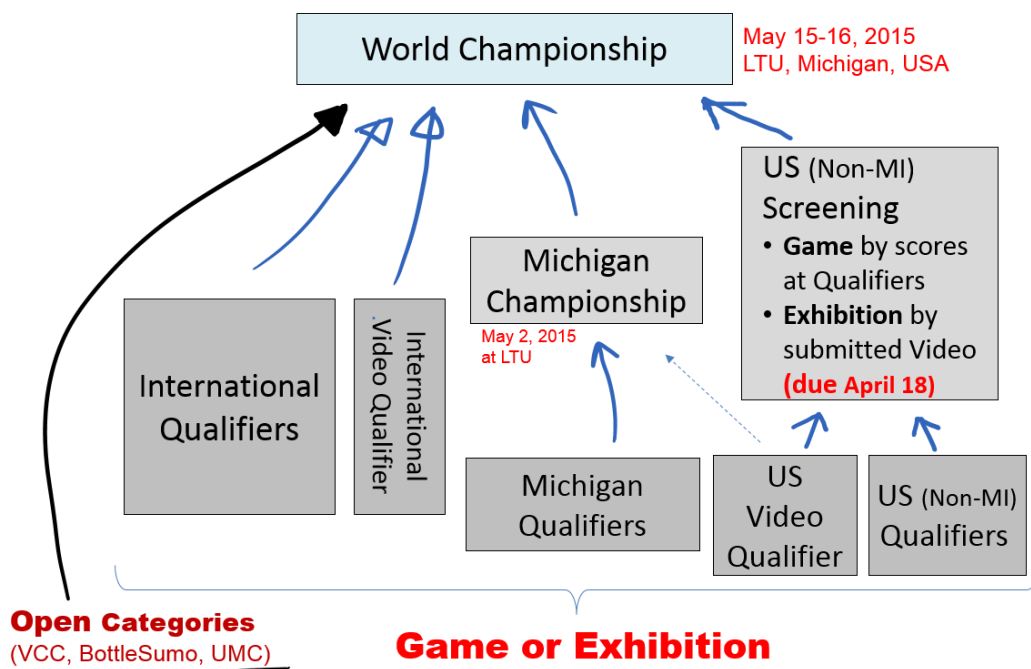 World Championship
May 15-16, 2015
LTU, Michigan, USA
US (Non-MI)
Screening
• Game by scores
at Qualifiers
• Exhibition by
submitted Video
(due April 18)
Michigan
Championship
May 2, 2015
at LTU
International
Qualifiers
International
Video Qualifier
Michigan
Qualifiers
US
Video
Qualifier
US (Non-MI)
Qualifiers
Open Categories
(VCC, BottleSumo, UMC)
Game or Exhibition